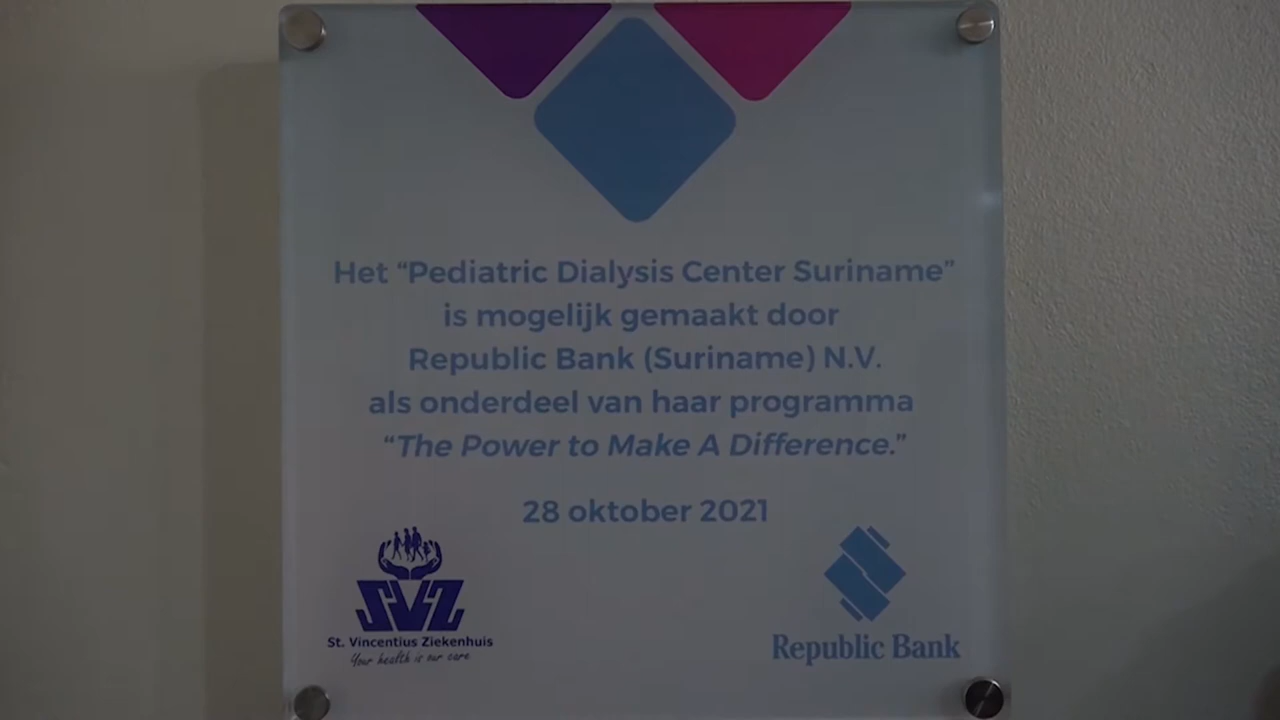 Het “Pediatric Dialysis Center Suriname”
is mogelijk gemaakt door
Republic Bank (Suriname) N.V.
als onderdeel van haar programma
“The Power to Make A Difference.”
28 oktober 2021
SVZ
St. Vincentius Ziekenhuis
Your health is our care
Republic Bank